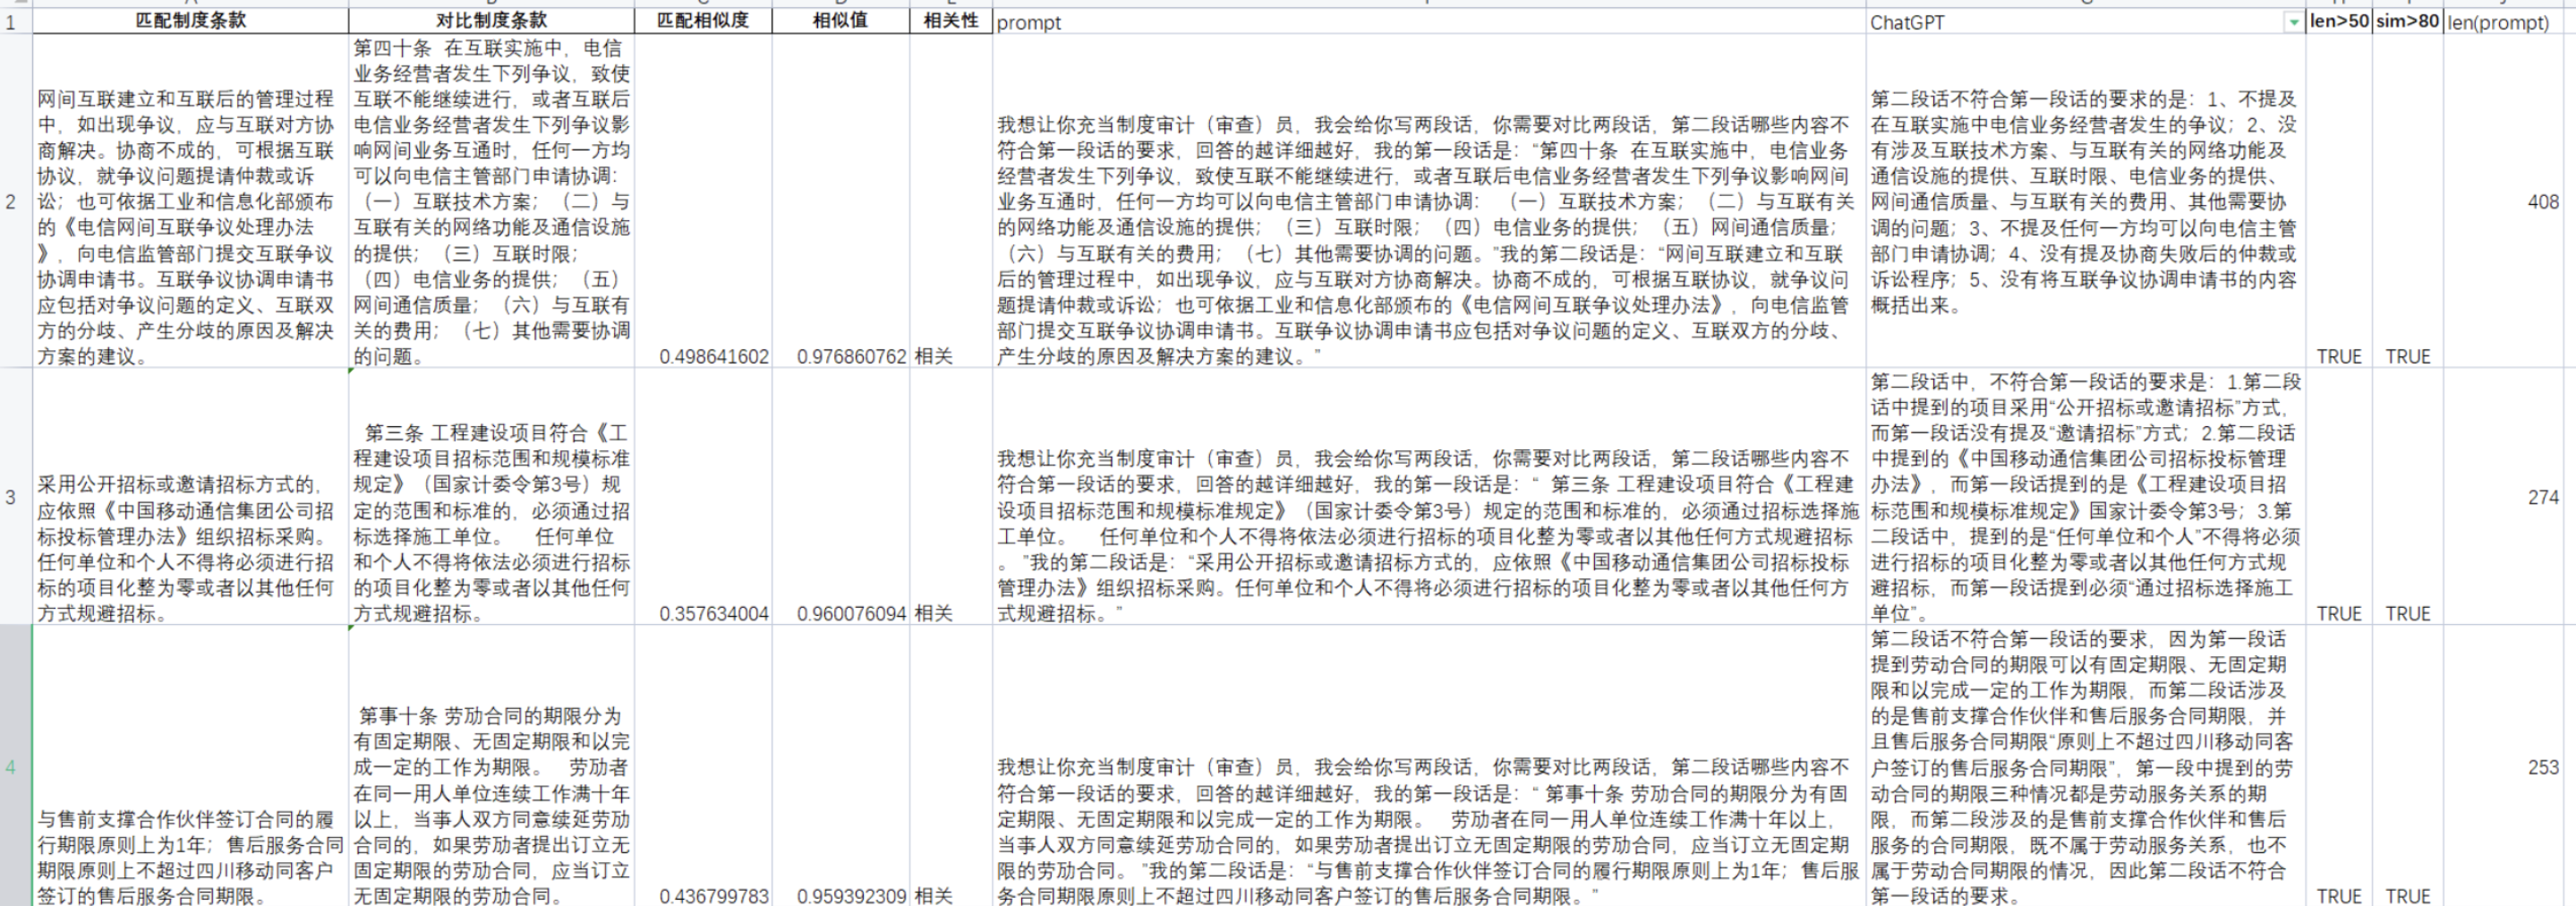 匹配制度条款
对比制度条款
匹配相似度
相似值
相关性
prompt
ChatGPT
len>50
sim>80
len(prompt)
1
2
网间互联建立和互联后的管理过程
中，如出现争议，应与互联对方协
商解决。协商不成的，可根据互联
协议，就争议问题提请仲裁或诉
讼；也可依据工业和信息化部颁布
的《电信网间互联争议处理办法
》，向电信监管部门提交互联争议
协调申请书。互联争议协调申请书
应包括对争议问题的定义、互联双
方的分歧、产生分歧的原因及解决
方案的建议。
第四十条 在互联实施中，电信
业务经营者发生下列争议，致使
互联不能继续进行，或者互联后
电信业务经营者发生下列争议影
响网间业务互通时，任何一方均
可以向电信主管部门申请协调：
（一）互联技术方案；（二）与
互联有关的网络功能及通信设施
的提供；（三）互联时限；
（四）电信业务的提供；（五）
网间通信质量；（六）与互联有
关的费用；（七）其他需要协调
的问题。
0.498641602
0.976860762
相关
我想让你充当制度审计（审查）员，我会给你写两段话，你需要对比两段话，第二段话哪些内容不
符合第一段话的要求，回答的越详细越好，我的第一段话是：“第四十条 在互联实施中，电信业务
经营者发生下列争议，致使互联不能继续进行，或者互联后电信业务经营者发生下列争议影响网间
业务互通时，任何一方均可以向电信主管部门申请协调： （一）互联技术方案；（二）与互联有关
的网络功能及通信设施的提供；（三）互联时限；（四）电信业务的提供；（五）网间通信质量；
（六）与互联有关的费用；（七）其他需要协调的问题。”我的第二段话是：“网间互联建立和互联
后的管理过程中，如出现争议，应与互联对方协商解决。协商不成的，可根据互联协议，就争议问
题提请仲裁或诉讼；也可依据工业和信息化部颁布的《电信网间互联争议处理办法》，向电信监管
部门提交互联争议协调申请书。互联争议协调申请书应包括对争议问题的定义、互联双方的分歧、
产生分歧的原因及解决方案的建议。”
第二段话不符合第一段话的要求的是：1、不提及
在互联实施中电信业务经营者发生的争议；2、没
有涉及互联技术方案、与互联有关的网络功能及
通信设施的提供、互联时限、电信业务的提供、
网间通信质量、与互联有关的费用、其他需要协
调的问题；3、不提及任何一方均可以向电信主管
部门申请协调；4、没有提及协商失败后的仲裁或
诉讼程序；5、没有将互联争议协调申请书的内容
概括出来。
TRUE
TRUE
408
3
采用公开招标或邀请招标方式的，
应依照《中国移动通信集团公司招
标投标管理办法》组织招标采购。
任何单位和个人不得将必须进行招
标的项目化整为零或者以其他任何
方式规避招标。
第三条 工程建设项目符合《工
程建设项目招标范围和规模标准
规定》（国家计委令第3号）规
定的范围和标准的，必须通过招
标选择施工单位。 任何单位
和个人不得将依法必须进行招标
的项目化整为零或者以其他任何
方式规避招标。
0.357634004
0.960076094
相关
我想让你充当制度审计（审查）员，我会给你写两段话，你需要对比两段话，第二段话哪些内容不
符合第一段话的要求，回答的越详细越好，我的第一段话是：“ 第三条 工程建设项目符合《工程建
设项目招标范围和规模标准规定》（国家计委令第3号）规定的范围和标准的，必须通过招标选择施
工单位。 任何单位和个人不得将依法必须进行招标的项目化整为零或者以其他任何方式规避招标
。”我的第二段话是：“采用公开招标或邀请招标方式的，应依照《中国移动通信集团公司招标投标
管理办法》组织招标采购。任何单位和个人不得将必须进行招标的项目化整为零或者以其他任何方
式规避招标。”
第二段话中，不符合第一段话的要求是：1.第二段
话中提到的项目采用“公开招标或邀请招标”方式，
而第一段话没有提及“邀请招标”方式；2.第二段话
中提到的《中国移动通信集团公司招标投标管理
办法》，而第一段话提到的是《工程建设项目招
标范围和规模标准规定》国家计委令第3号；3.第
二段话中，提到的是“任何单位和个人”不得将必须
进行招标的项目化整为零或者以其他任何方式规
避招标，而第一段话提到必须“通过招标选择施工
单位”。
TRUE
TRUE
274
4
与售前支撑合作伙伴签订合同的履
行期限原则上为1年；售后服务合同
期限原则上不超过四川移动同客户
签订的售后服务合同期限。
第事十条 劳动合同的期限分为
有固定期限、无固定期限和以完
成一定的工作为期限。 劳动者
在同一用人单位连续工作满十年
以上，当事人双方同意续延劳动
合同的，如果劳动者提出订立无
固定期限的劳动合同，应当订立
无固定期限的劳动合同。
0.436799783
0.959392309
相关
我想让你充当制度审计（审查）员，我会给你写两段话，你需要对比两段话，第二段话哪些内容不
符合第一段话的要求，回答的越详细越好，我的第一段话是：“ 第事十条 劳动合同的期限分为有固
定期限、无固定期限和以完成一定的工作为期限。 劳动者在同一用人单位连续工作满十年以上，
当事人双方同意续延劳动合同的，如果劳动者提出订立无固定期限的劳动合同，应当订立无固定期
限的劳动合同。”我的第二段话是：“与售前支撑合作伙伴签订合同的履行期限原则上为1年；售后服
务合同期限原则上不超过四川移动同客户签订的售后服务合同期限。”
第二段话不符合第一段话的要求，因为第一段话
提到劳动合同的期限可以有固定期限、无固定期
限和以完成一定的工作为期限，而第二段话涉及
的是售前支撑合作伙伴和售后服务合同期限，并
且售后服务合同期限“原则上不超过四川移动同客
户签订的售后服务合同期限”，第一段中提到的劳
动合同的期限三种情况都是劳动服务关系的期
限，而第二段涉及的是售前支撑合作伙伴和售后
服务的合同期限，既不属于劳动服务关系，也不
属于劳动合同期限的情况，因此第二段话不符合
第一段话的要求。
TRUE
TRUE
253